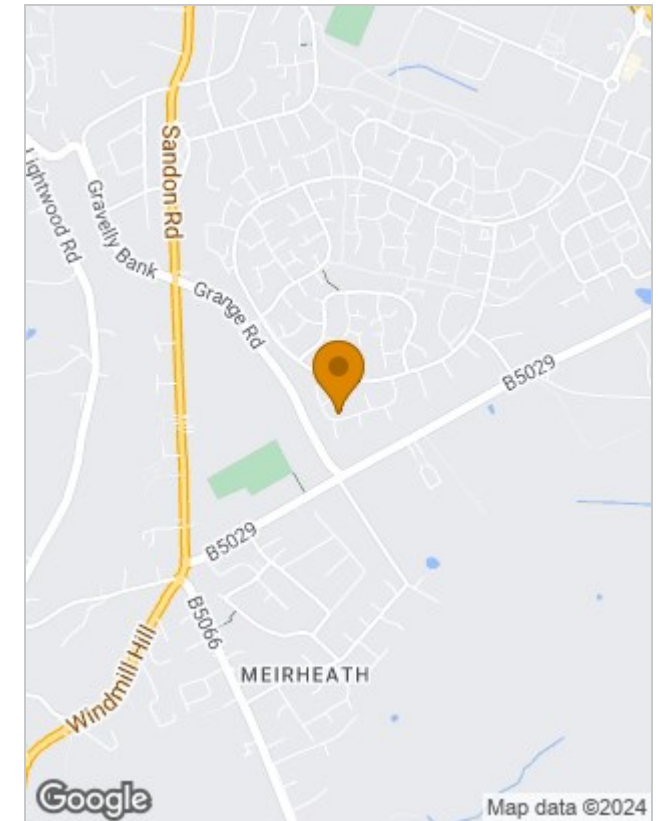 Sandon Rd
Lightwood Rd
Gravelly Bank
Grange Rd
B5029
B5029
B5066
Windmill Hill
MEIRHEATH
Google
Map data ©2024